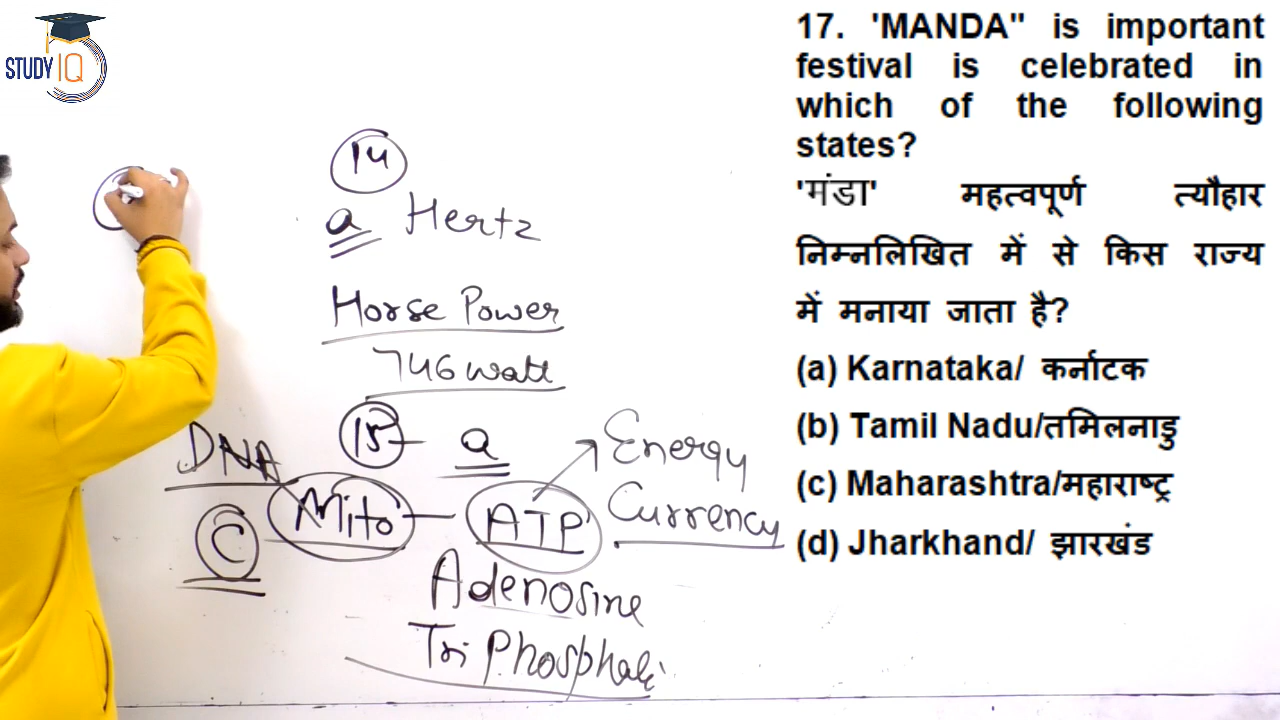 STUDY IQ
14
a Hertz
Horse Power
746 watt
15 - a
DNA
Mito - ATP
Energy
Currency
C
Adenosine
Tri Phosphate
17. 'MANDA" is important
festival is celebrated in
which of the following
states?
'मंडा' महत्वपूर्ण त्यौहार
निम्नलिखित में से किस राज्य
में मनाया जाता है?
(a) Karnataka/ कर्नाटक
(b) Tamil Nadu/तमिलनाडु
(c) Maharashtra/महाराष्ट्र
(d) Jharkhand/ झारखंड